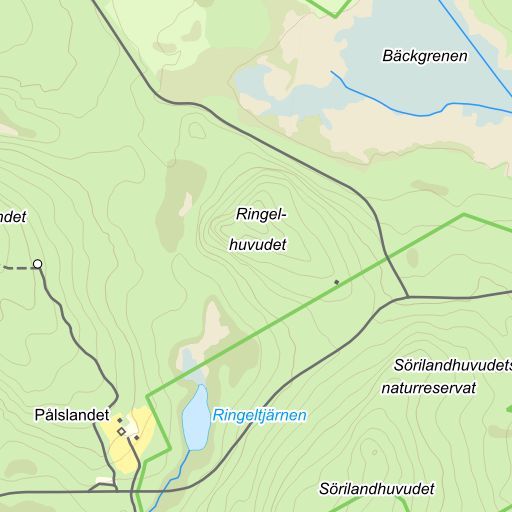 Bäckgrenen
Ringel-
huvudet
ndet
Sörilandhuvudets
naturreservat
Pålslandet
Ringeltjärnen
Sörilandhuvudet